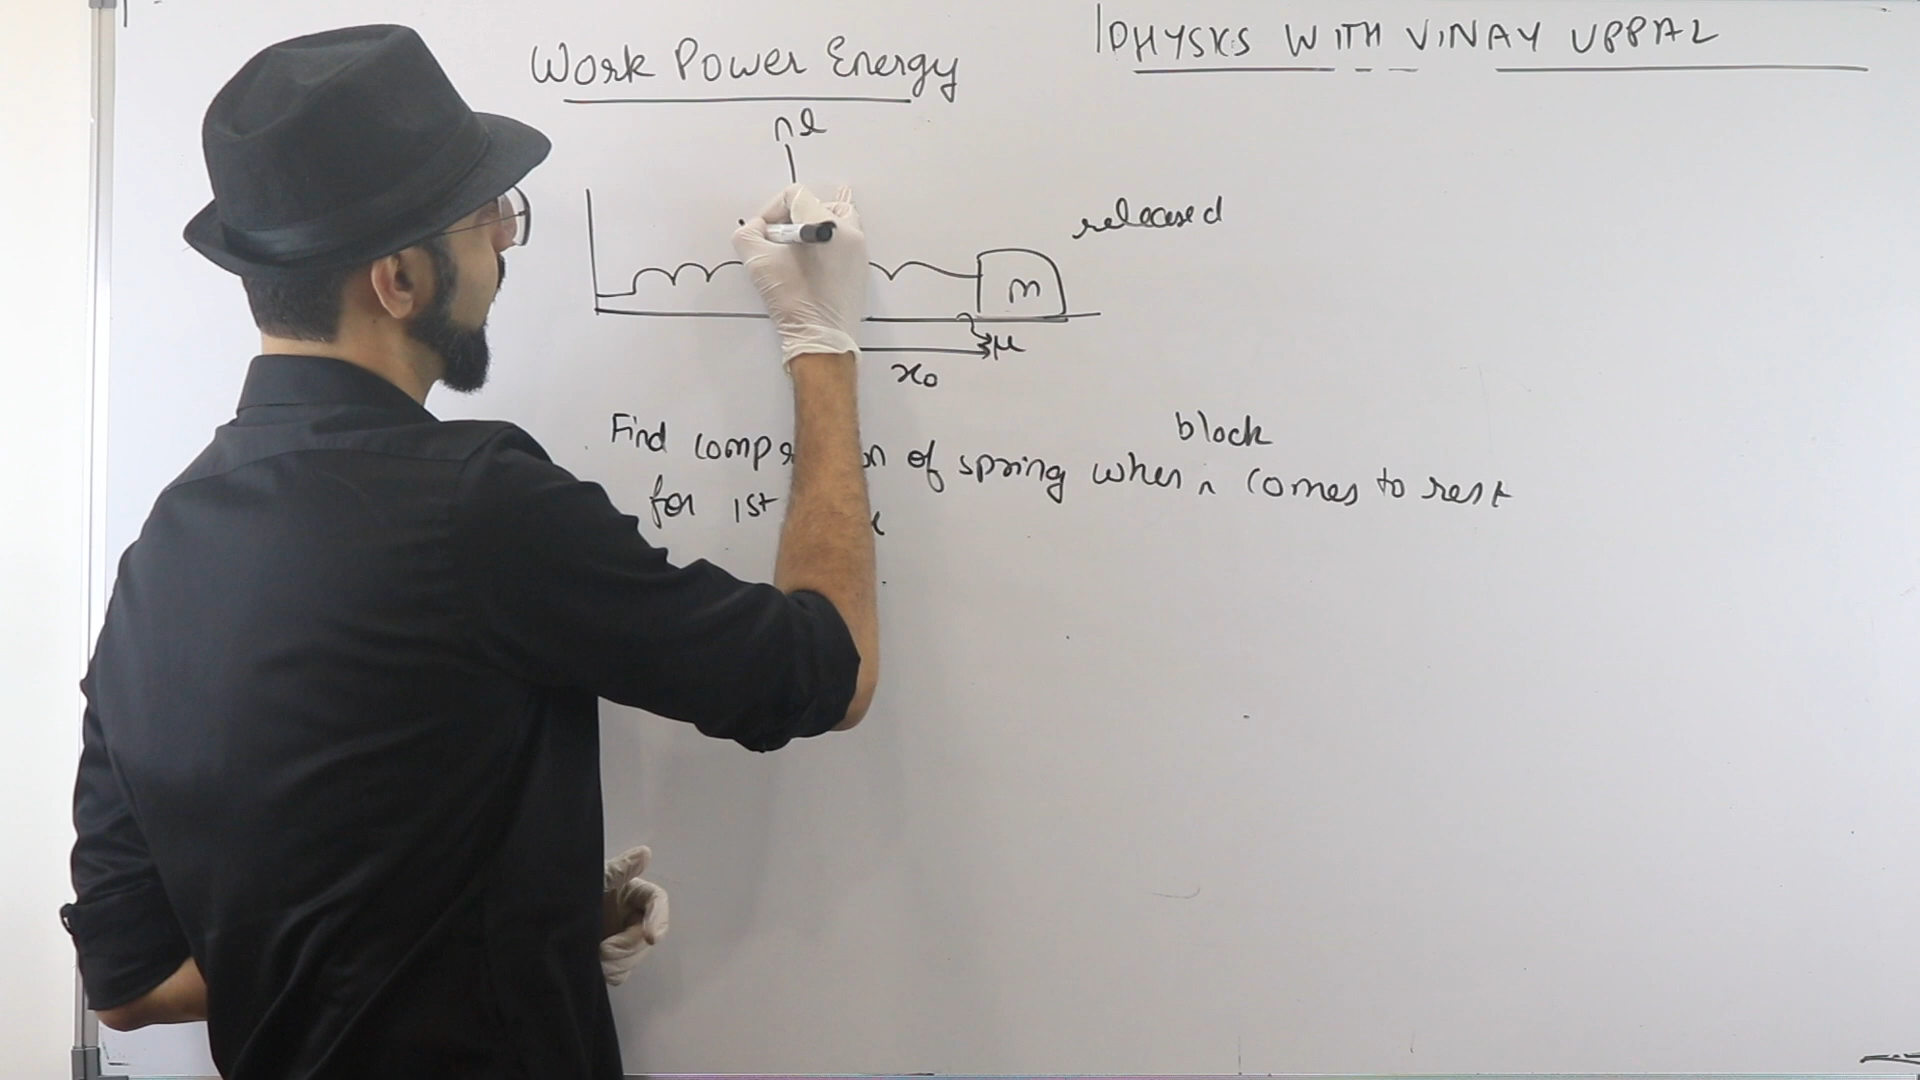 Work Power Energy
PHYSICS WITH VINAY UPPAL
nl
released
m
μ
x₀
block
Find of spring when ^ comes to rest
for 1st